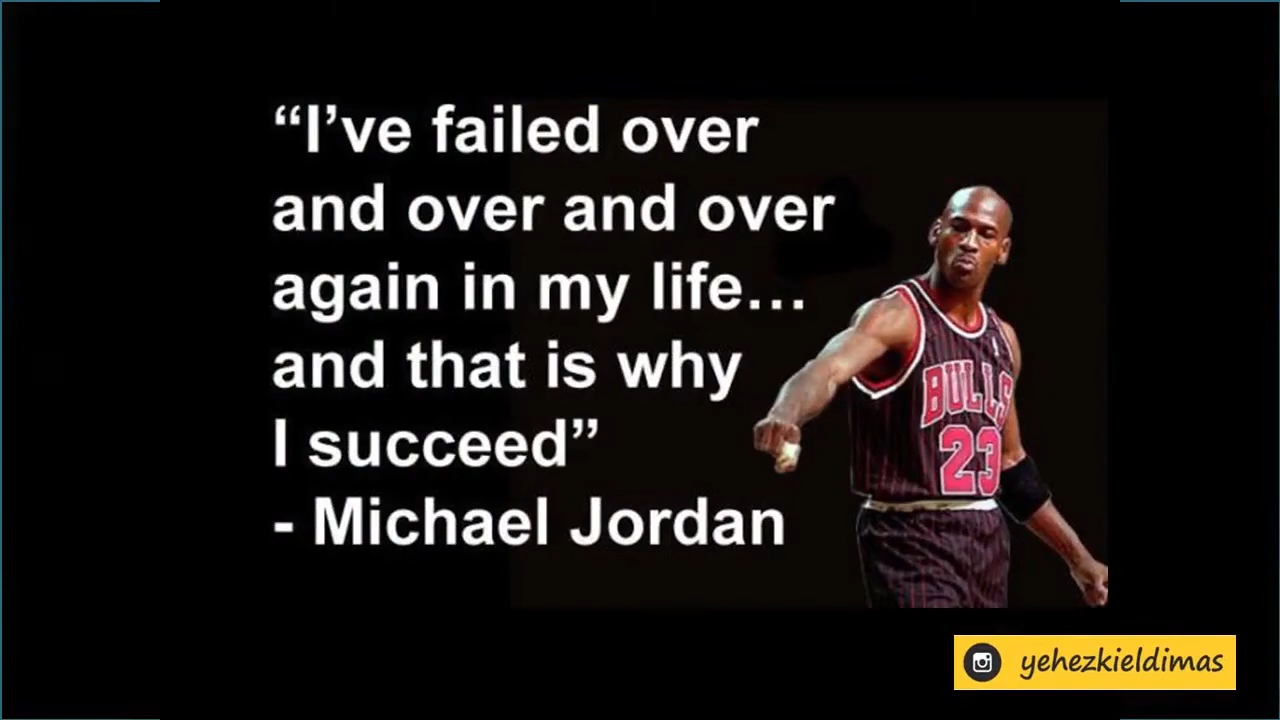 “I’ve failed over
and over and over
again in my life…
and that is why
I succeed”
- Michael Jordan
BULLS
23
yehezkieldimas